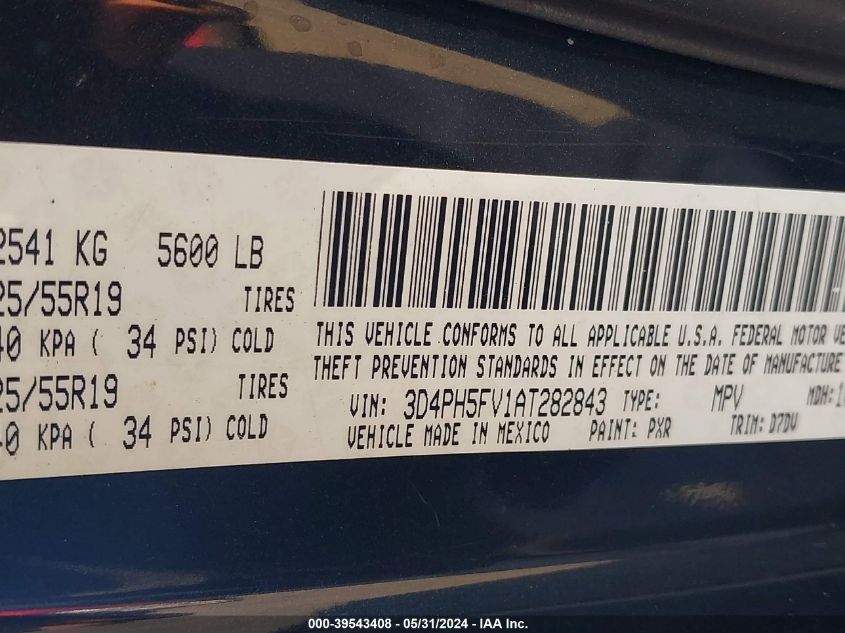 2541 KG 5600 LB
25/55R19 TIRES
40 KPA ( 34 PSI) COLD
25/55R19 TIRES
40 KPA ( 34 PSI) COLD
THIS VEHICLE CONFORMS TO ALL APPLICABLE U.S.A. FEDERAL MOTOR VE
THEFT PREVENTION STANDARDS IN EFFECT ON THE DATE OF MANUFACTURE
VIN: 3D4PH5FV1AT282843 TYPE: MPV MDH: 1
VEHICLE MADE IN MEXICO PAINT: PXR TRIM: D7DV
000-39543408 - 05/31/2024 - IAA Inc.